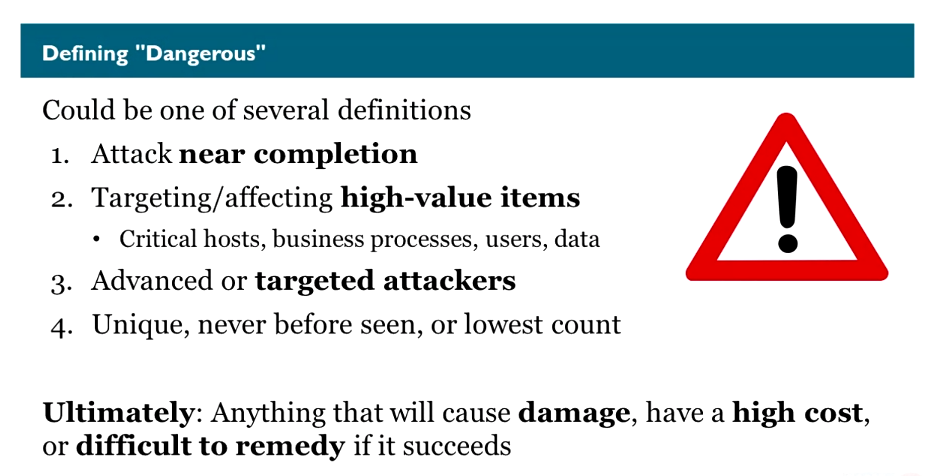 Defining "Dangerous"
Could be one of several definitions
1. Attack near completion
2. Targeting/affecting high-value items
• Critical hosts, business processes, users, data
3. Advanced or targeted attackers
4. Unique, never before seen, or lowest count
Ultimately: Anything that will cause damage, have a high cost,
or difficult to remedy if it succeeds